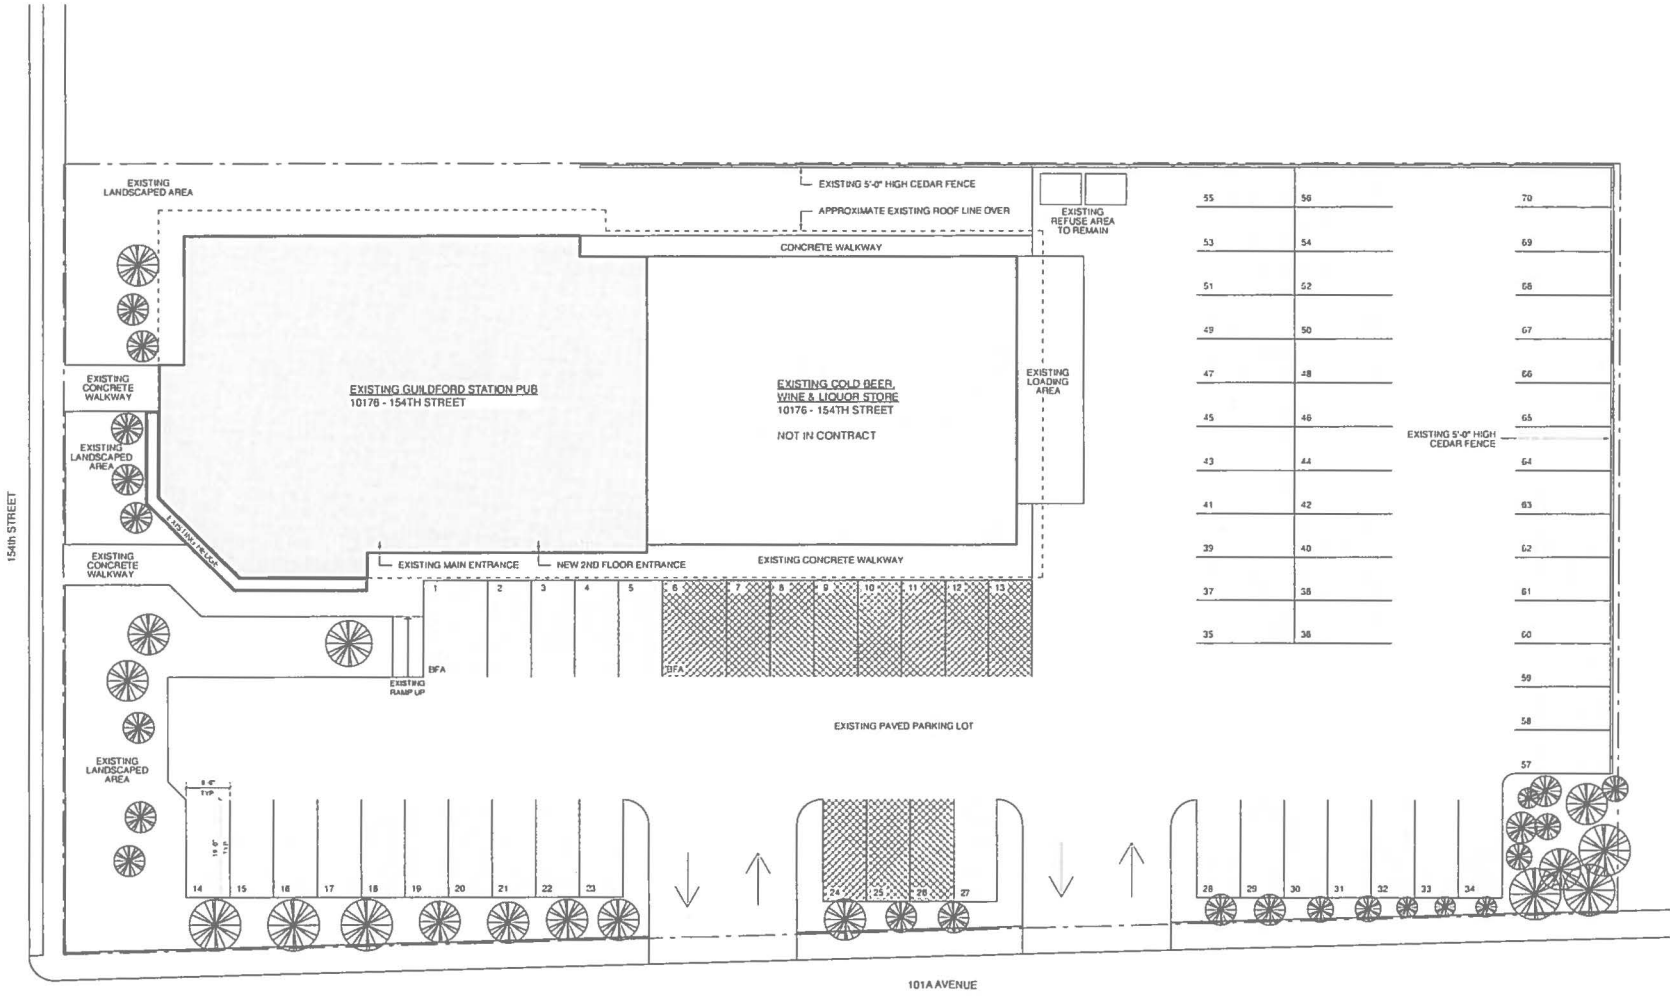 EXISTING
LANDSCAPED AREA
EXISTING 5'-0" HIGH CEDAR FENCE
APPROXIMATE EXISTING ROOF LINE OVER
EXISTING
REFUSE AREA
TO REMAIN
CONCRETE WALKWAY
EXISTING
CONCRETE
WALKWAY
EXISTING GUILDFORD STATION PUB
10176 - 154TH STREET
EXISTING COLD BEER,
WINE & LIQUOR STORE
10176 - 154TH STREET
NOT IN CONTRACT
EXISTING
LOADING
AREA
EXISTING
LANDSCAPED
AREA
154th STREET
EXISTING
CONCRETE
WALKWAY
EXISTING MAIN ENTRANCE
NEW 2ND FLOOR ENTRANCE
EXISTING CONCRETE WALKWAY
55 56 70
53 54 69
51 52 68
49 50 67
47 48 66
45 46 65
EXISTING 5'-0" HIGH
CEDAR FENCE
43 44 64
41 42 63
39 40 62
37 61
35 60
59
58
57
1 2 3 4 5 6 7 8 9 10 11 12 13
BFA BFA
EXISTING
RAMP UP
EXISTING PAVED PARKING LOT
EXISTING
LANDSCAPED
AREA
TYP
TYP
14 15 16 17 18 19 20 21 22 23
24 25 26 27
28 29 30 31 32 33 34
101A AVENUE